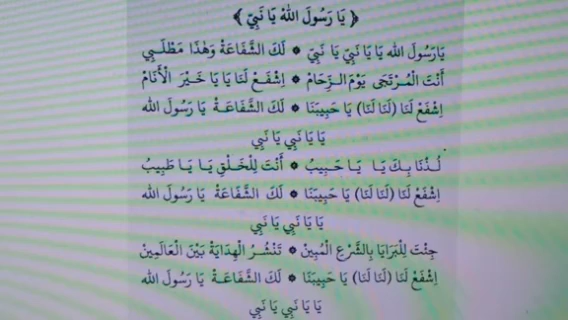 ﴿ يَا رَسُولَ اللهْ يَا نَبِيّ ﴾
يَارَسُولَ الله يَا يَا نَبِيّ يَا نَبِيّ ۞ لَكَ الشَّفَاعَةْ وَهٰذَا مَطْلَبِي
أَنْتَ الْمُرْتَجَى يَوْمَ الزِّحَامْ ۞ اِشْفَعْ لَنَا يَا يَا خَيْرَ الْأَنَامْ
اِشْفَعْ لَنَا (لَنَا لَنَا) يَا حَبِيبَنَا ۞ لَكَ الشَّفَاعَةْ يَا رَسُولَ الله
يَا يَا نَبِي يَا نَبِي
لُذْنَا بِكَ يَا يَا حَبِيبْ ۞ أَنْتَ لِلْخَلْقِ يَا يَا طَبِيبْ
اِشْفَعْ لَنَا (لَنَا لَنَا) يَا حَبِيبَنَا ۞ لَكَ الشَّفَاعَةْ يَا رَسُولَ الله
يَا يَا نَبِي يَا نَبِي
جِئْتَ لِلْبَرَايَا بِالشَّرْعِ الْمُبِينْ ۞ تَنْشُرُ الْهِدَايَةْ بَيْنَ الْعَالَمِينْ
اِشْفَعْ لَنَا (لَنَا لَنَا) يَا حَبِيبَنَا ۞ لَكَ الشَّفَاعَةْ يَا رَسُولَ الله
يَا يَا نَبِي يَا نَبِي